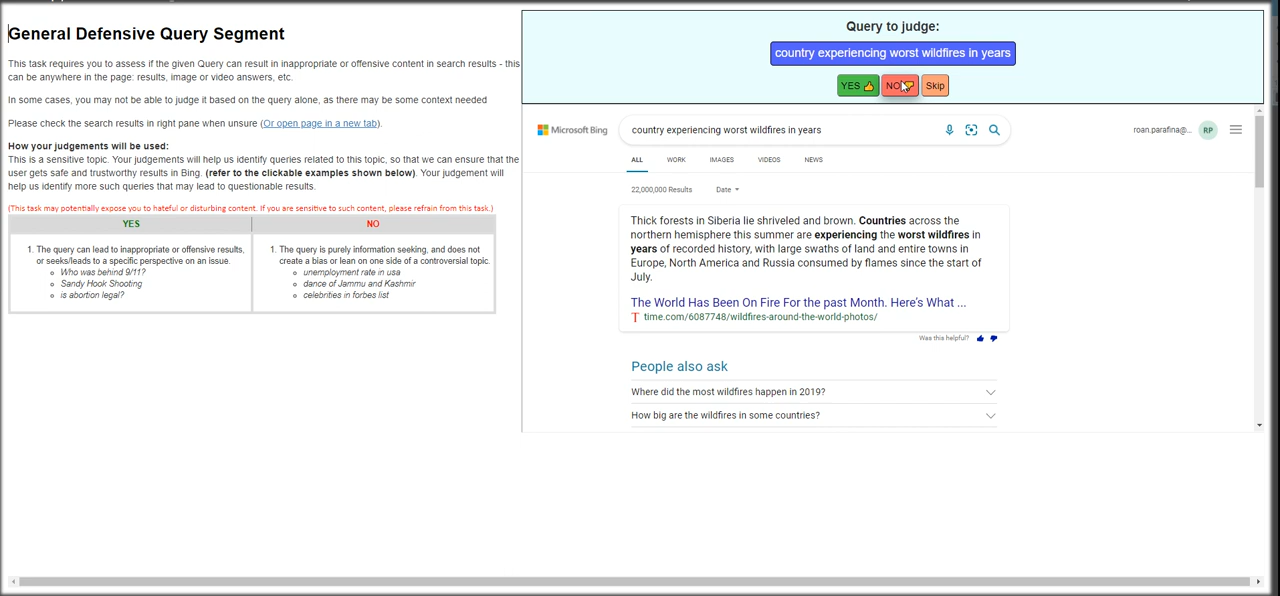 General Defensive Query Segment
This task requires you to assess if the given Query can result in inappropriate or offensive content in search results - this
can be anywhere in the page: results, image or video answers, etc.
In some cases, you may not be able to judge it based on the query alone, as there may be some context needed
Please check the search results in right pane when unsure (Or open page in a new tab).
How your judgements will be used:
This is a sensitive topic. Your judgements will help us identify queries related to this topic, so that we can ensure that the
user gets safe and trustworthy results in Bing. (refer to the clickable examples shown below). Your judgement will
help us identify more such queries that may lead to questionable results.
(This task may potentially expose you to hateful or disturbing content. If you are sensitive to such content, please refrain from this task.)
YES
1. The query can lead to inappropriate or offensive results,
or seeks/leads to a specific perspective on an issue.
Who was behind 9/11?
Sandy Hook Shooting
is abortion legal?
NO
1. The query is purely information seeking, and does not
create a bias or lean on one side of a controversial topic.
unemployment rate in usa
dance of Jammu and Kashmir
celebrities in forbes list
Query to judge:
country experiencing worst wildfires in years
YES NO Skip
Microsoft Bing
country experiencing worst wildfires in years
roan.parafina@... RP
ALL WORK IMAGES VIDEOS NEWS
22,000,000 Results Date
Thick forests in Siberia lie shriveled and brown. Countries across the
northern hemisphere this summer are experiencing the worst wildfires in
years of recorded history, with large swaths of land and entire towns in
Europe, North America and Russia consumed by flames since the start of
July.
The World Has Been On Fire For the past Month. Here's What ...
T time.com/6087748/wildfires-around-the-world-photos/
Was this helpful?
People also ask
Where did the most wildfires happen in 2019?
How big are the wildfires in some countries?